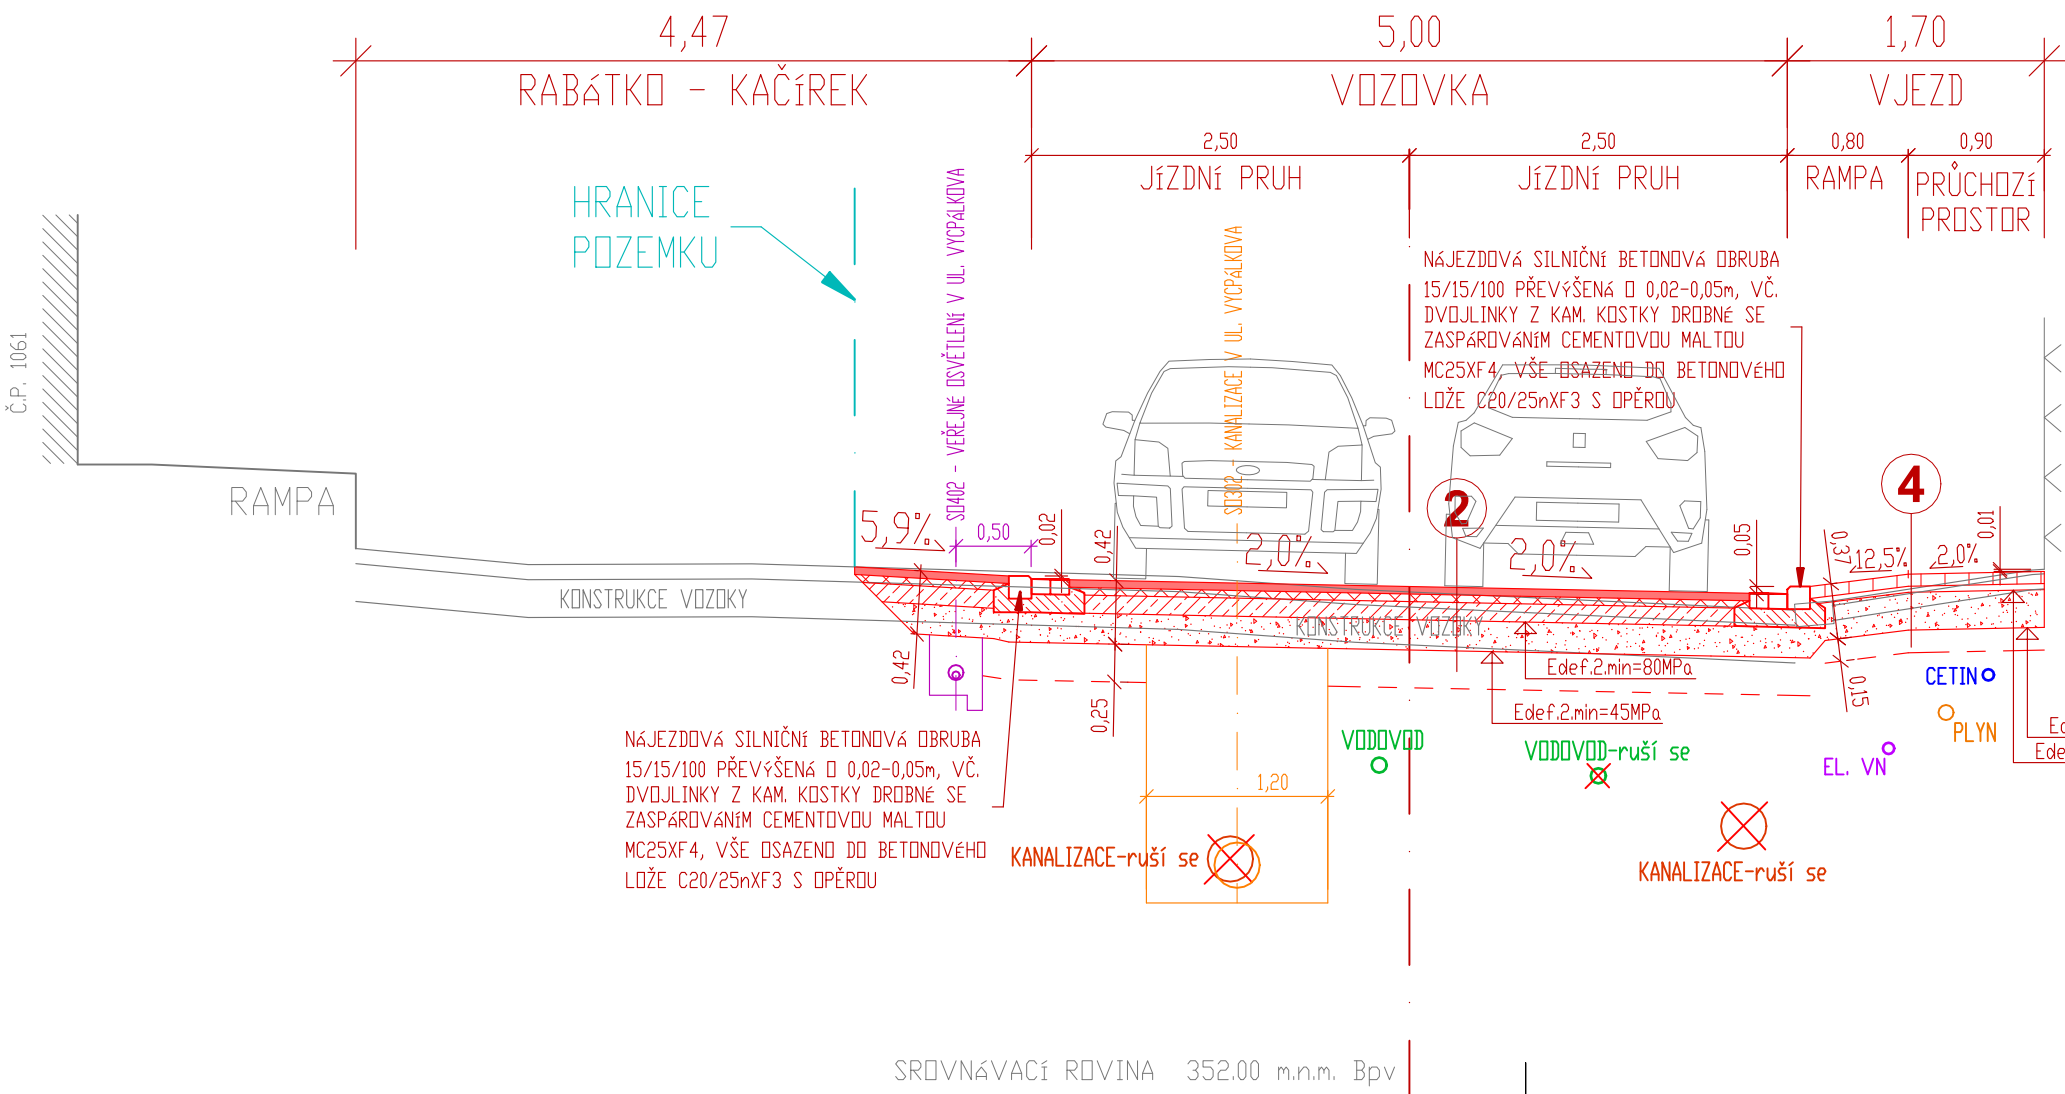 4,47
5,00
1,70
RABÁTKO - KAČÍREK
VOZOVKA
VJEZD
2,50
2,50
0,80
0,90
JÍZDNÍ PRUH
JÍZDNÍ PRUH
RAMPA
PRŮCHOZÍ
PROSTOR
HRANICE
POZEMKU
SO402 - VEŘEJNÉ OSVĚTLENÍ V UL. VYCPÁLKOVA
SO302 - KANALIZACE V UL. VYCPÁLKOVA
NÁJEZDOVÁ SILNIČNÍ BETONOVÁ OBRUBA
15/15/100 PŘEVÝŠENÁ O 0,02-0,05m, VČ.
DVOJLINKY Z KAM. KOSTKY DROBNÉ SE
ZASPÁROVÁNÍM CEMENTOVOU MALTOU
MC25XF4, VŠE OSAZENO DO BETONOVÉHO
LOŽE C20/25nXF3 S OPĚROU
Č.P. 1061
RAMPA
2
4
5,9%
0,50
0,02
0,42
2,0%
2,0%
0,05
0,37
12,5%
2,0%
0,01
KONSTRUKCE VOZOKY
KONSTRUKCE VOZOKY
0,42
0,25
Edef.2.min=80MPa
Edef.2.min=45MPa
0,15
CETIN
PLYN
EL. VN
Ed
Ede
VODOVOD
VODOVOD-ruší se
1,20
NÁJEZDOVÁ SILNIČNÍ BETONOVÁ OBRUBA
15/15/100 PŘEVÝŠENÁ O 0,02-0,05m, VČ.
DVOJLINKY Z KAM. KOSTKY DROBNÉ SE
ZASPÁROVÁNÍM CEMENTOVOU MALTOU
MC25XF4, VŠE OSAZENO DO BETONOVÉHO
LOŽE C20/25nXF3 S OPĚROU
KANALIZACE-ruší se
KANALIZACE-ruší se
SROVNÁVACÍ ROVINA 352.00 m.n.m. Bpv